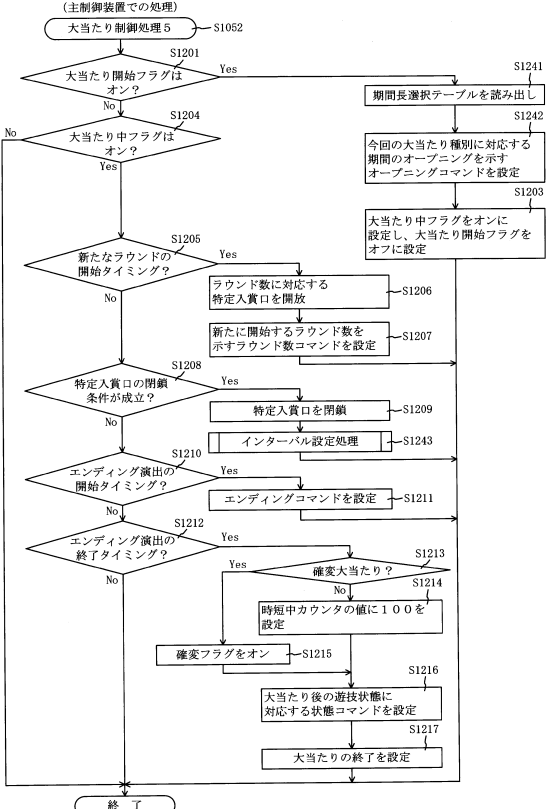 (主制御装置での処理)
大当たり制御処理5
S1052
S1201
大当たり開始フラグは
オン?
Yes
No
S1241
期間長選択テーブルを読み出し
S1242
今回の大当たり種別に対応する
期間のオープニングを示す
オープニングコマンドを設定
S1203
大当たり中フラグをオンに
設定し、大当たり開始フラグを
オフに設定
S1204
大当たり中フラグは
オン?
No
Yes
S1205
新たなラウンドの
開始タイミング?
Yes
No
ラウンド数に対応する
特定入賞口を開放
S1206
新たに開始するラウンド数を
示すラウンド数コマンドを設定
S1207
S1208
特定入賞口の閉鎖
条件が成立?
Yes
No
特定入賞口を閉鎖
S1209
インターバル設定処理
S1243
S1210
エンディング演出の
開始タイミング?
Yes
No
エンディングコマンドを設定
S1211
S1212
エンディング演出の
終了タイミング?
Yes
No
S1213
確変大当たり?
Yes
No
S1214
時短中カウンタの値に100を
設定
確変フラグをオン
S1215
S1216
大当たり後の遊技状態に
対応する状態コマンドを設定
S1217
大当たりの終了を設定
終 了